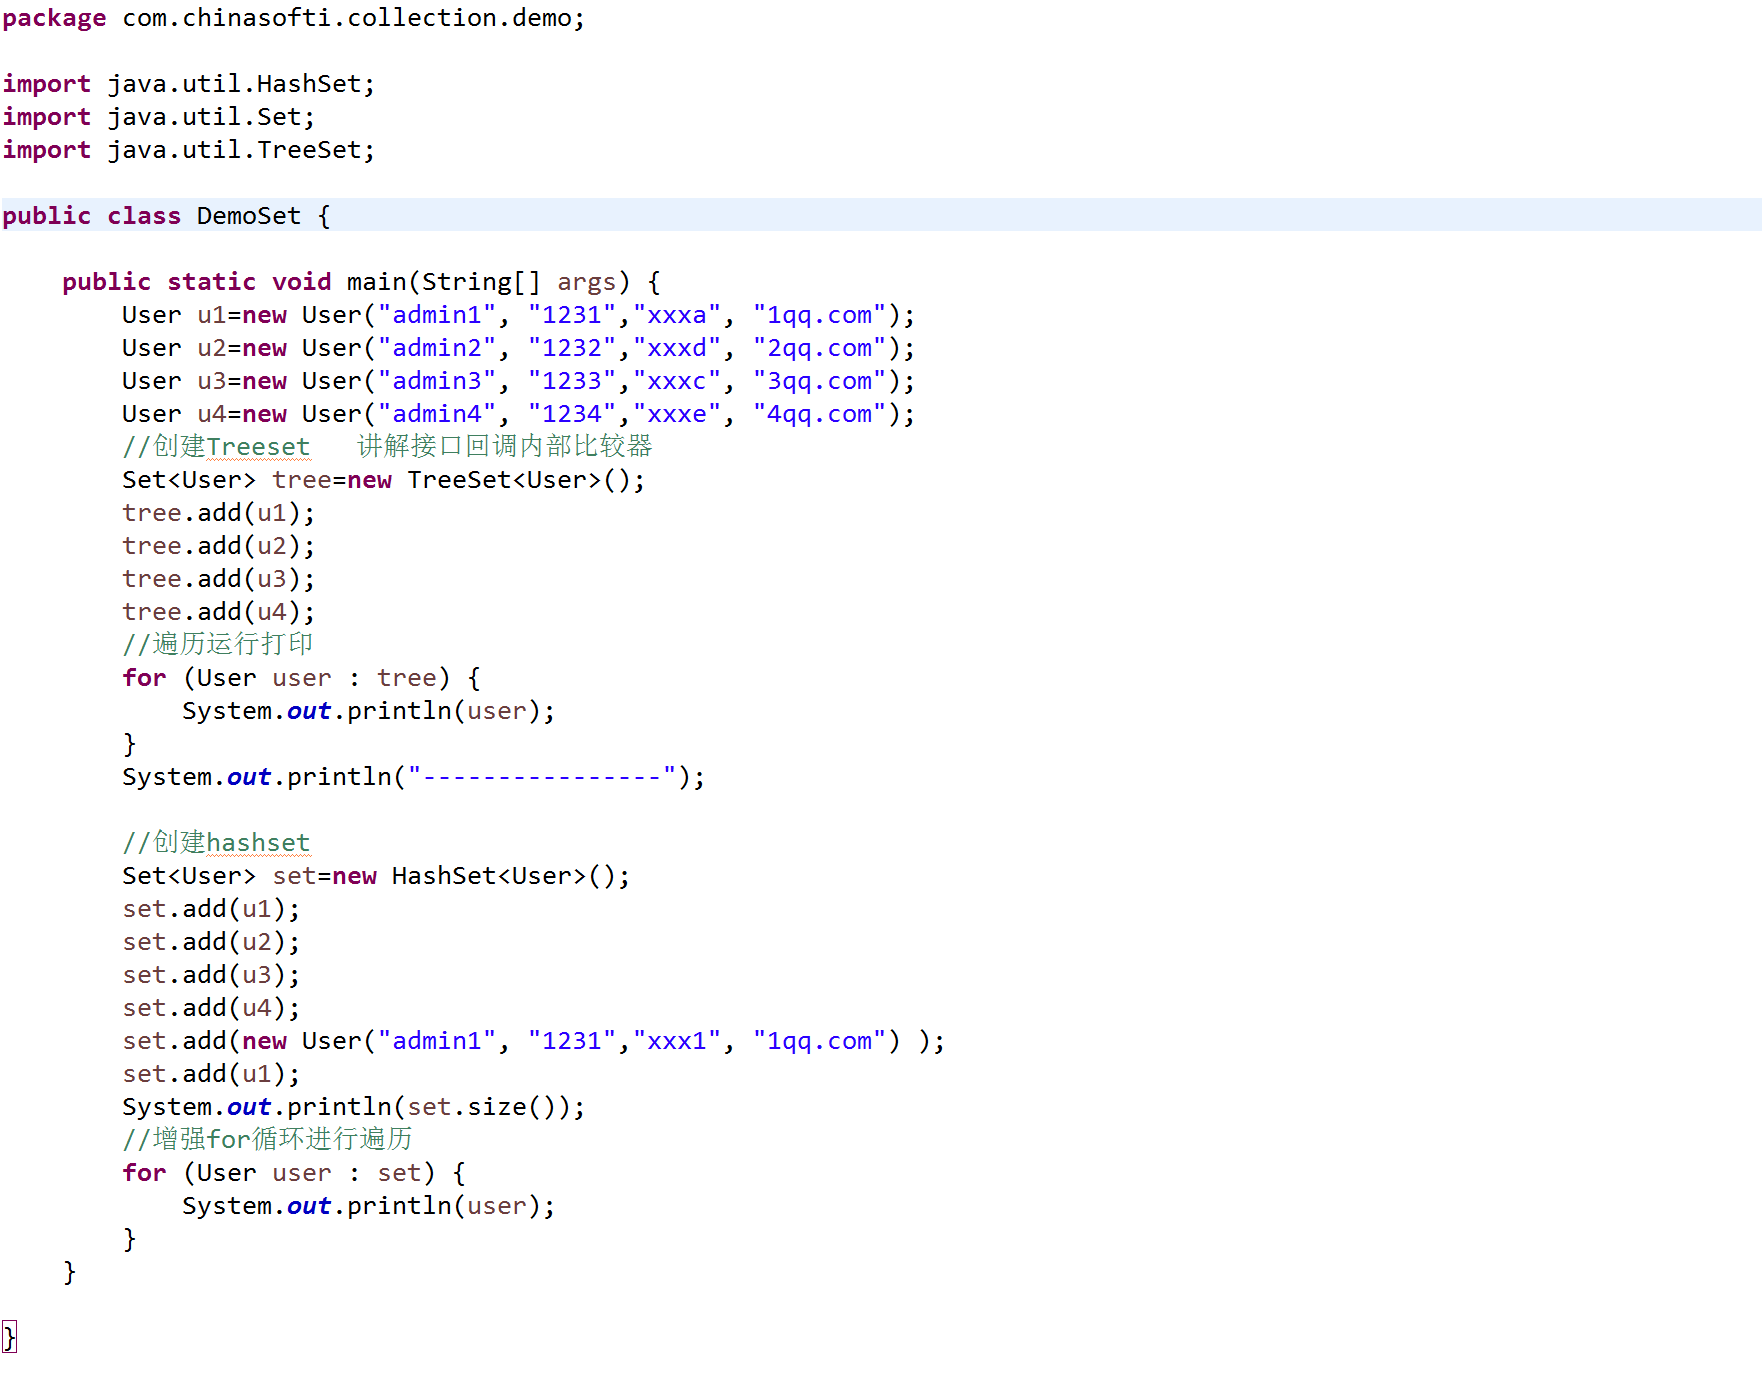 package com.chinasofti.collection.demo;
import java.util.HashSet;
import java.util.Set;
import java.util.TreeSet;
public class DemoSet {
public static void main(String[] args) {
User u1=new User("admin1", "1231","xxxa", "1qq.com");
User u2=new User("admin2", "1232","xxxd", "2qq.com");
User u3=new User("admin3", "1233","xxxc", "3qq.com");
User u4=new User("admin4", "1234","xxxe", "4qq.com");
//创建Treeset   讲解接口回调内部比较器
Set<User> tree=new TreeSet<User>();
tree.add(u1);
tree.add(u2);
tree.add(u3);
tree.add(u4);
//遍历运行打印
for (User user : tree) {
System.out.println(user);
}
System.out.println("----------------");
//创建hashset
Set<User> set=new HashSet<User>();
set.add(u1);
set.add(u2);
set.add(u3);
set.add(u4);
set.add(new User("admin1", "1231","xxx1", "1qq.com") );
set.add(u1);
System.out.println(set.size());
//增强for循环进行遍历
for (User user : set) {
System.out.println(user);
}
}
}